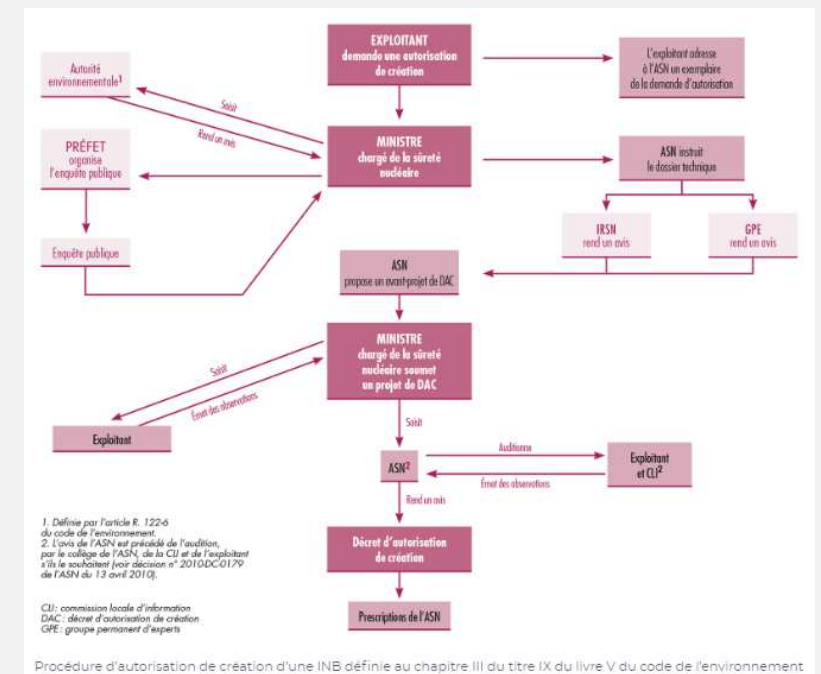 EXPLOITANT
demande une autorisation
de création
L'exploitant adresse
à l'ASN un exemplaire
de la demande d'autorisation
Autorité
environnementale1
Saisit
Rend un avis
MINISTRE
chargé de la sûreté
nucléaire
ASN instruit
le dossier technique
PRÉFET
organise
l'enquête publique
IRSN
rend un avis
GPE
rend un avis
Enquête publique
ASN
propose un avant-projet de DAC
MINISTRE
chargé de la sûreté
nucléaire soumet
un projet de DAC
Saisit
Émet des observations
Exploitant
Saisit
ASN2
Auditionne
Émet des observations
Exploitant
et CLI2
Rend un avis
Décret d'autorisation
de création
Prescriptions de l'ASN
1. Définie par l'article R. 122-6
du code de l'environnement.
2. L'avis de l'ASN est précédé de l'audition,
par le collège de l'ASN, de la CLI et de l'exploitant
s'ils le souhaitent (voir décision n° 2010-DC-0179
de l'ASN du 13 avril 2010).
CLI : commission locale d'information
DAC : décret d'autorisation de création
GPE : groupe permanent d'experts
Procédure d'autorisation de création d'une INB définie au chapitre III du titre IX du livre V du code de l'environnement